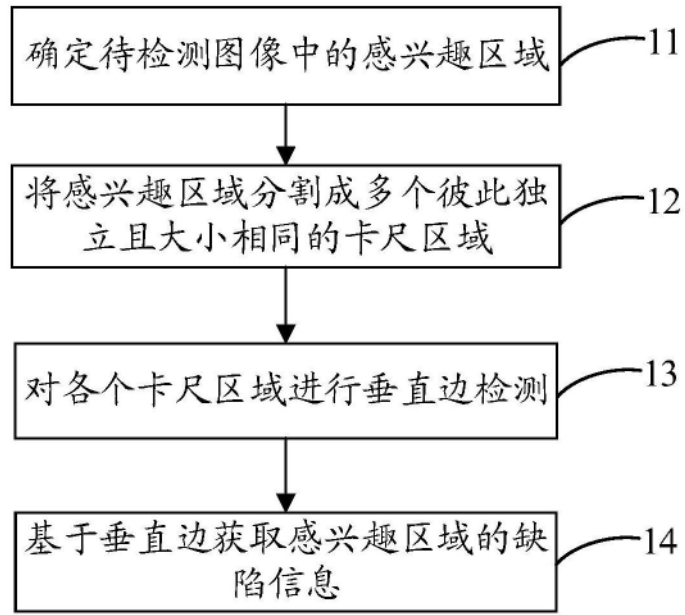 确定待检测图像中的感兴趣区域
11
将感兴趣区域分割成多个彼此独
立且大小相同的卡尺区域
12
对各个卡尺区域进行垂直边检测
13
基于垂直边获取感兴趣区域的缺
陷信息
14